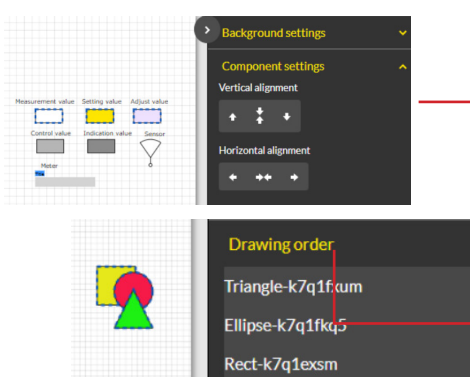 Background settings
Component settings
Vertical alignment
Measurement value Setting value Adjust value
Control value Indication value Sensor
Horizontal alignment
Meter
Drawing order
Triangle-k7q1fxum
Ellipse-k7q1fkq5
Rect-k7q1exsm